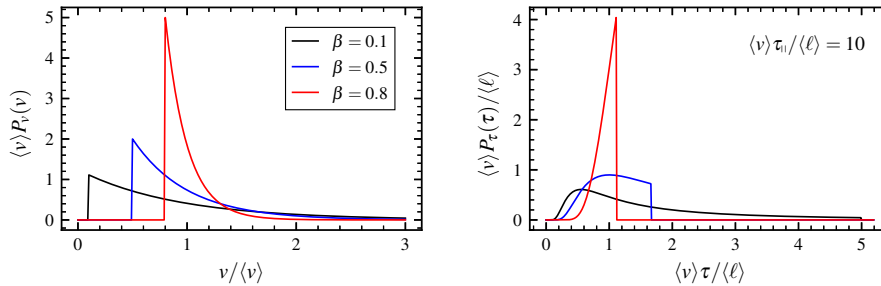 5
4
3
2
1
0
⟨v⟩P_v(v)
β = 0.1
β = 0.5
β = 0.8
0 1 2 3
v/⟨v⟩
4
3
2
1
0
⟨v⟩P_τ(τ)/⟨ℓ⟩
⟨v⟩τ_∥/⟨ℓ⟩ = 10
0 1 2 3 4 5
⟨v⟩τ/⟨ℓ⟩